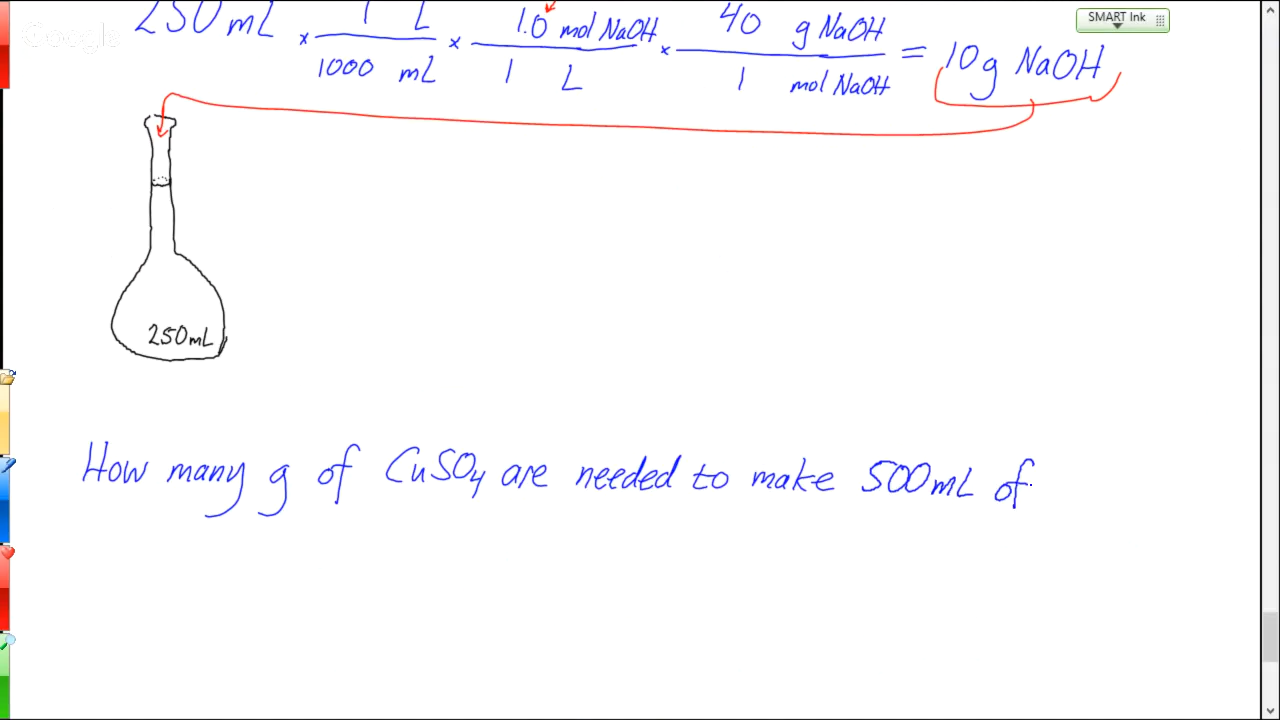 Google
SMART Ink
250 mL × 1 L / 1000 mL × 1.0 mol NaOH / 1 L × 40 g NaOH / 1 mol NaOH = 10g NaOH
250mL
How many g of CuSO4 are needed to make 500mL of